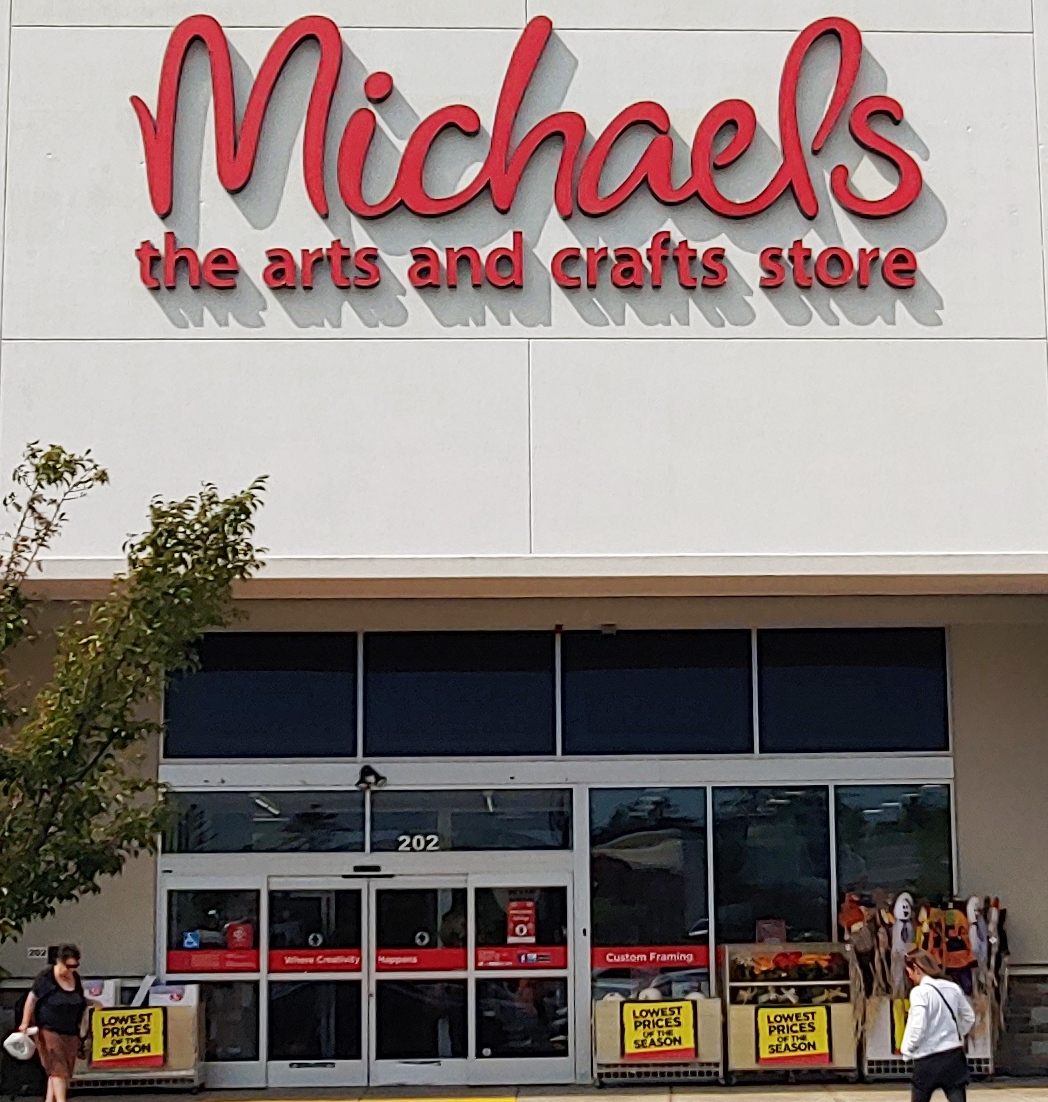 Michaels
the arts and crafts store
202
Where Creativity Happens
Custom Framing
202
LOWEST
PRICES
OF THE
SEASON
LOWEST
PRICES
OF THE
SEASON
LOWEST
PRICES
OF THE
SEASON